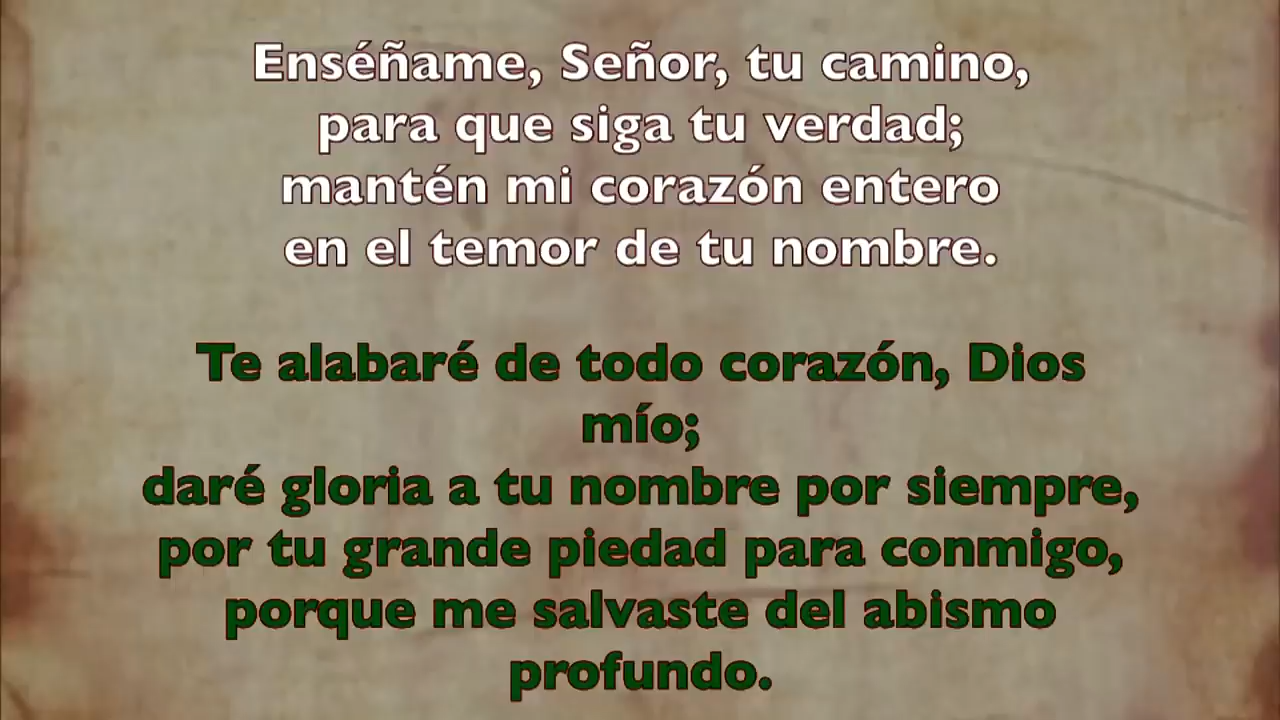 Enséñame, Señor, tu camino,
para que siga tu verdad;
mantén mi corazón entero
en el temor de tu nombre.
Te alabaré de todo corazón, Dios
mío;
daré gloria a tu nombre por siempre,
por tu grande piedad para conmigo,
porque me salvaste del abismo
profundo.